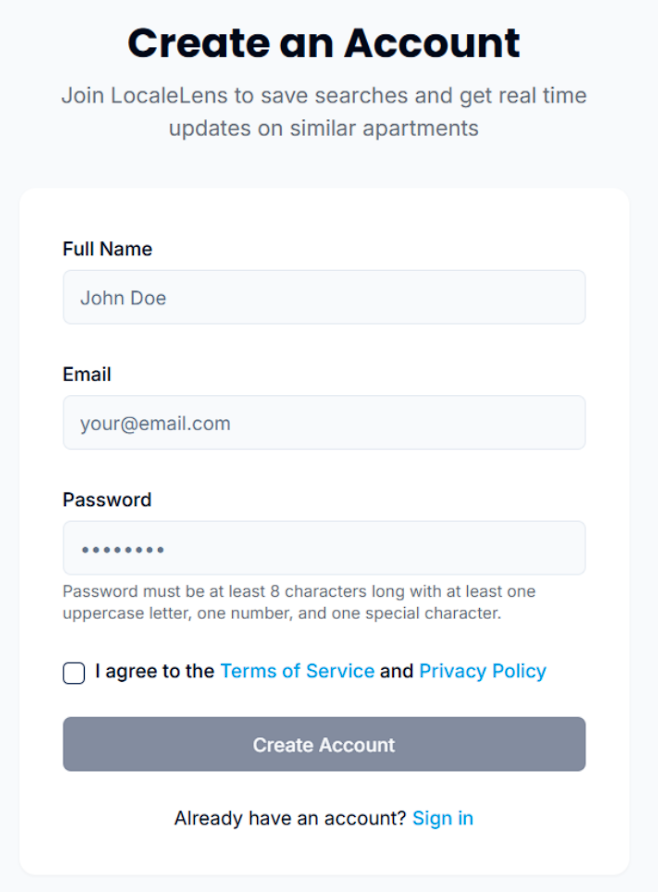 Create an Account
Join LocaleLens to save searches and get real time
updates on similar apartments
Full Name
John Doe
Email
your@email.com
Password
••••••••
Password must be at least 8 characters long with at least one
uppercase letter, one number, and one special character.
I agree to the Terms of Service and Privacy Policy
Create Account
Already have an account? Sign in